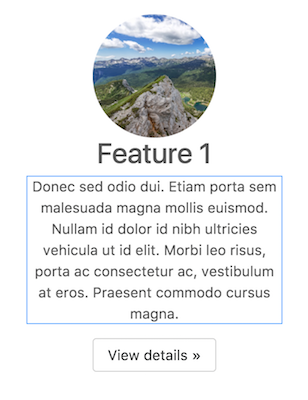 Feature 1
Donec sed odio dui. Etiam porta sem
malesuada magna mollis euismod.
Nullam id dolor id nibh ultricies
vehicula ut id elit. Morbi leo risus,
porta ac consectetur ac, vestibulum
at eros. Praesent commodo cursus
magna.
View details »